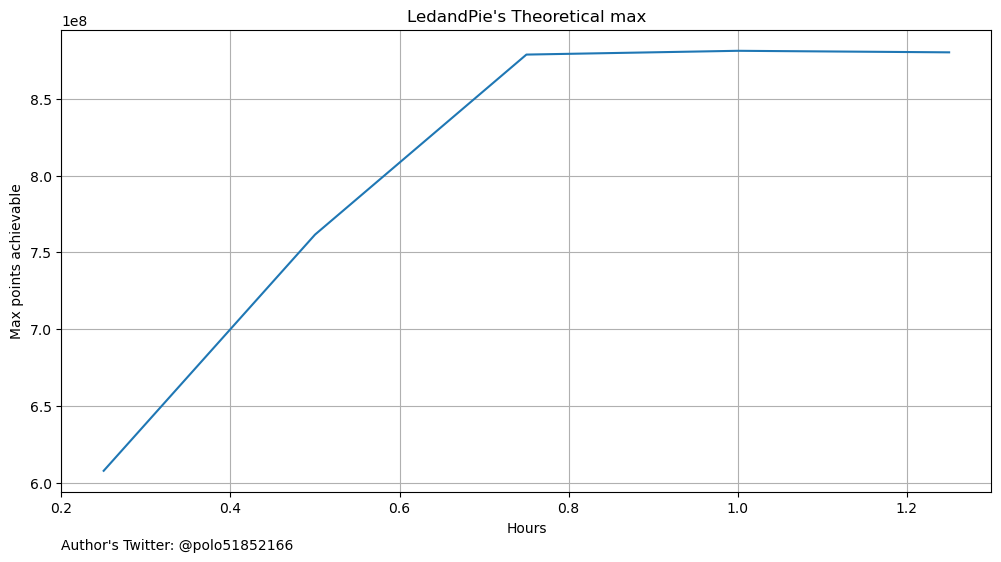 LedandPie's Theoretical max
1e8
Max points achievable
8.5
8.0
7.5
7.0
6.5
6.0
0.2 0.4 0.6 0.8 1.0 1.2
Hours
Author's Twitter: @polo51852166